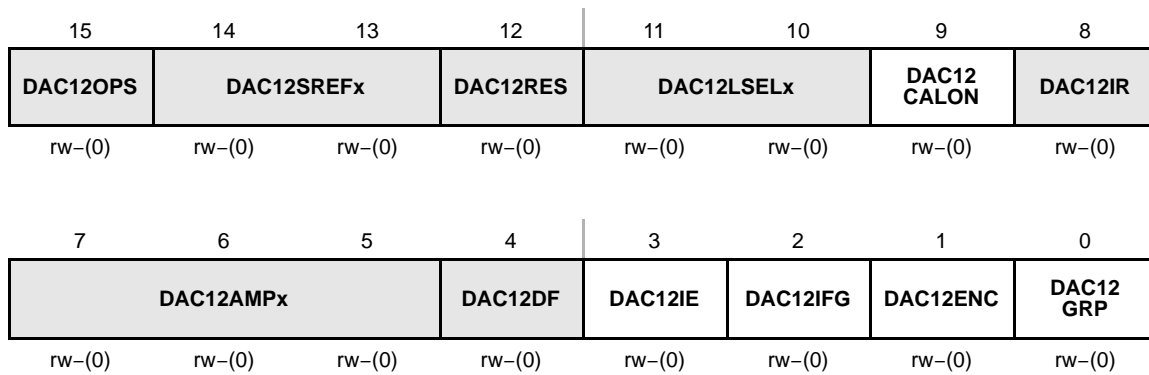 15 14 13 12 11 10 9 8
DAC12OPS DAC12SREFx DAC12RES DAC12LSELx DAC12 CALON DAC12IR
rw−(0) rw−(0) rw−(0) rw−(0) rw−(0) rw−(0) rw−(0) rw−(0)
7 6 5 4 3 2 1 0
DAC12AMPx DAC12DF DAC12IE DAC12IFG DAC12ENC DAC12 GRP
rw−(0) rw−(0) rw−(0) rw−(0) rw−(0) rw−(0) rw−(0) rw−(0)